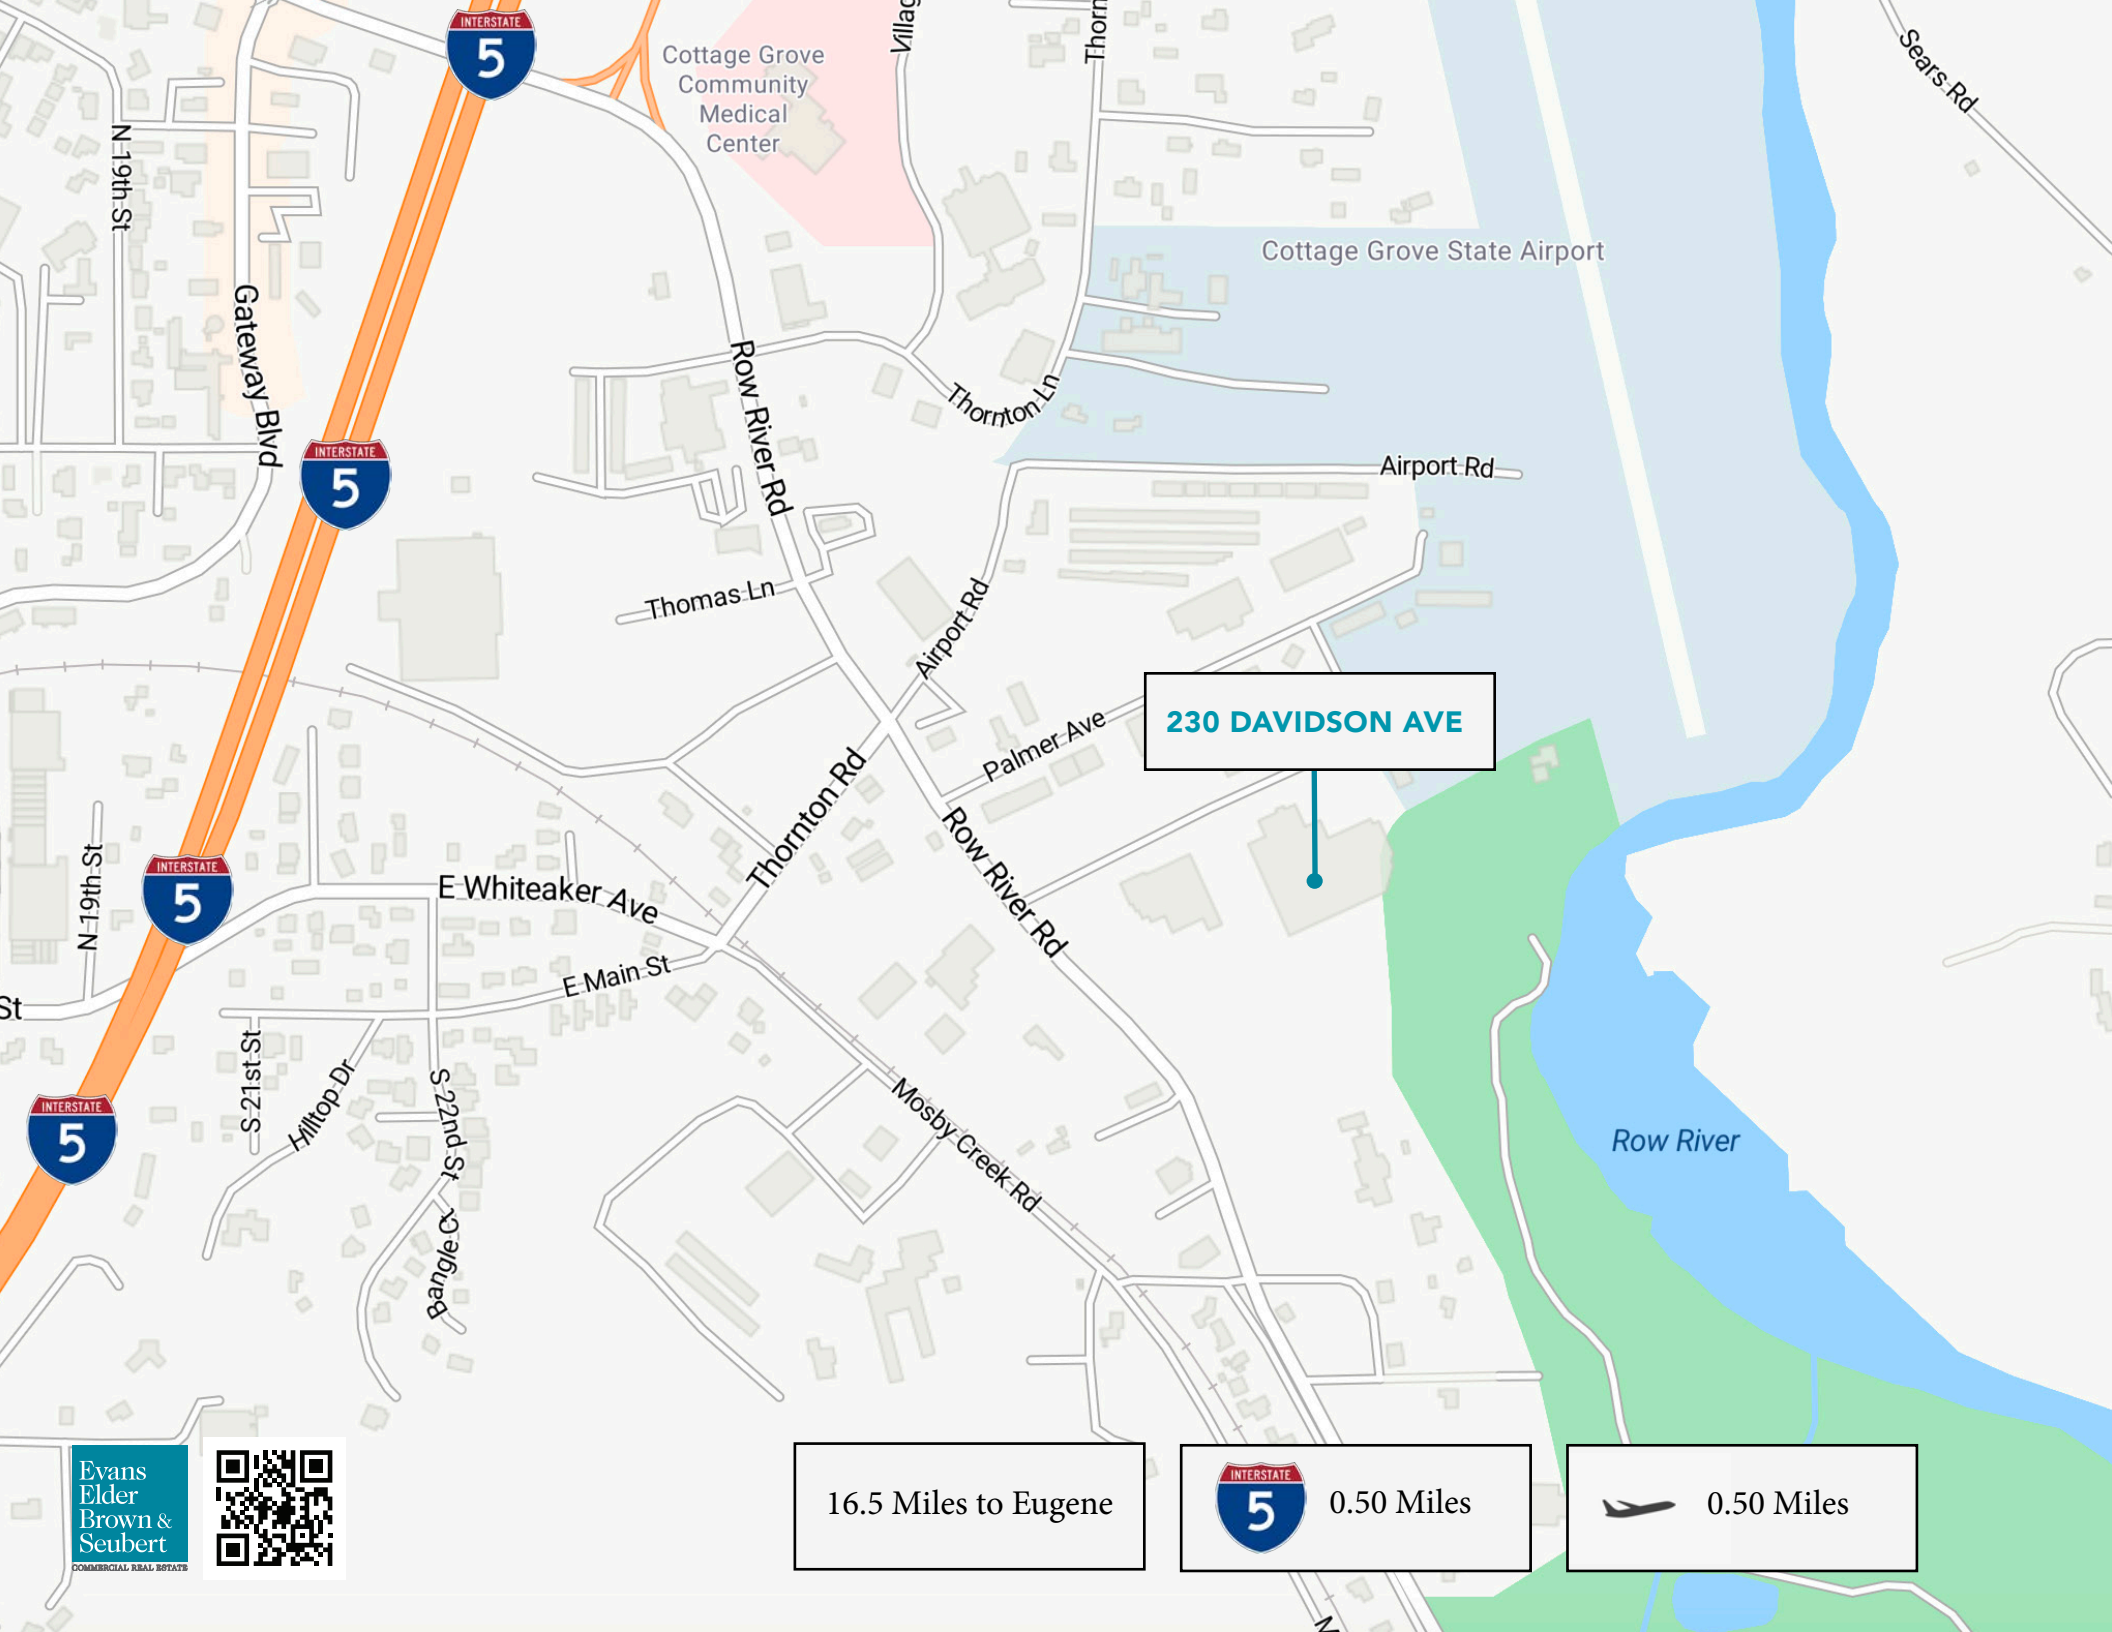 INTERSTATE
5
Cottage Grove
Community
Medical
Center
Villag
Thorn
Sears Rd
N 19th St
Gateway Blvd
Cottage Grove State Airport
INTERSTATE
5
Row River Rd
Thornton Ln
Airport Rd
Thomas Ln
Airport Rd
230 DAVIDSON AVE
Palmer Ave
Thornton Rd
Row River Rd
INTERSTATE
5
N 19th St
E Whiteaker Ave
E Main St
St
S 21st St
Hilltop Dr
S 22nd St
Mosby Creek Rd
INTERSTATE
5
Row River
Bangle Ct
Evans
Elder
Brown &
Seubert
COMMERCIAL REAL ESTATE
16.5 Miles to Eugene
INTERSTATE
5
0.50 Miles
0.50 Miles
M